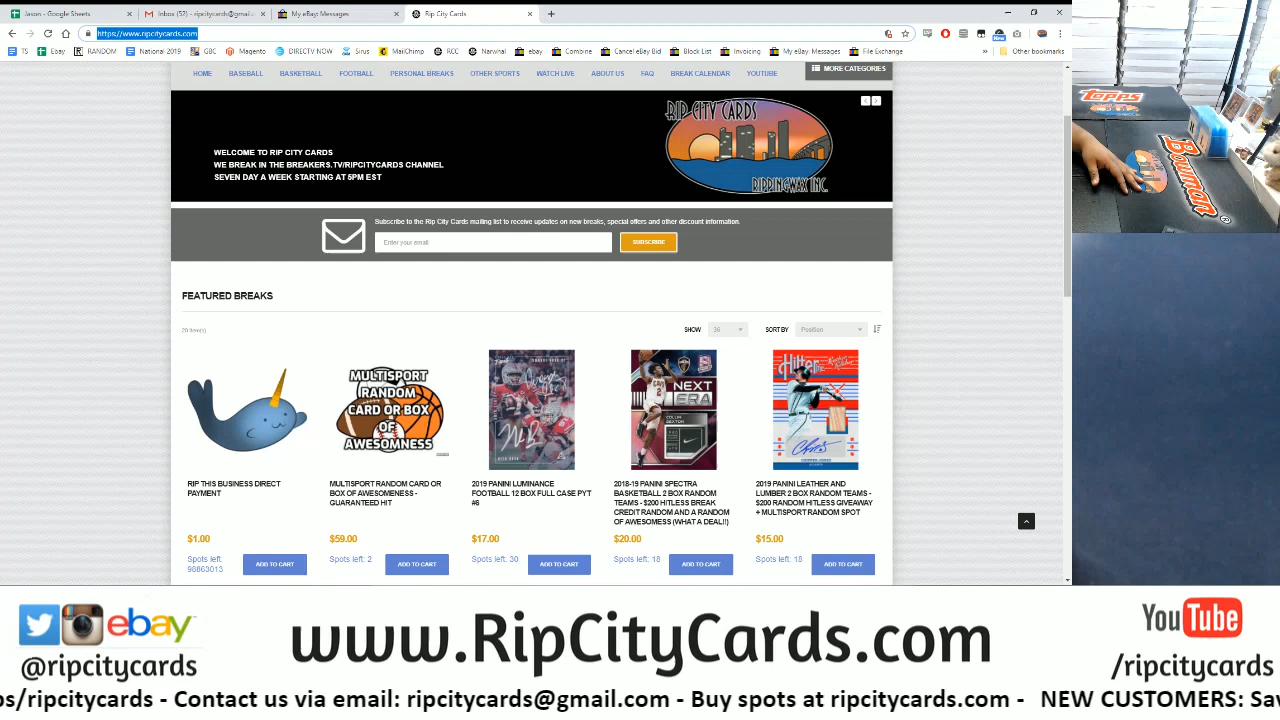 Jason - Google Sheets
Inbox (52) - ripcitycards@gmail.c
My eBay: Messages
Rip City Cards
https://www.ripcitycards.com
TS Ebay RANDOM National-2019 GBC Magento DIRECTV NOW Sirus MailChimp RCC Narwhal ebay Combine Cancel eBay Bid Block List Invoicing My eBay: Messages File Exchange » Other bookmarks
HOME BASEBALL BASKETBALL FOOTBALL PERSONAL BREAKS OTHER SPORTS WATCH LIVE ABOUT US FAQ BREAK CALENDAR YOUTUBE
MORE CATEGORIES
RIP CITY CARDS
RIPPINGWAX INC.
WELCOME TO RIP CITY CARDS
WE BREAK IN THE BREAKERS.TV/RIPCITYCARDS CHANNEL
SEVEN DAY A WEEK STARTING AT 5PM EST
Subscribe to the Rip City Cards mailing list to receive updates on new breaks, special offers and other discount information.
Enter your email
SUBSCRIBE
FEATURED BREAKS
20 Item(s)
SHOW 36
SORT BY Position
MULTISPORT
RANDOM
CARD OR BOX
OF
AWESOMNESS
NEXT
ERA
Hitter
RIP THIS BUSINESS DIRECT
PAYMENT
$1.00
Spots left:
98863013
ADD TO CART
MULTISPORT RANDOM CARD OR
BOX OF AWESOMENESS -
GUARANTEED HIT
$59.00
Spots left: 2
ADD TO CART
2019 PANINI LUMINANCE
FOOTBALL 12 BOX FULL CASE PYT
#6
$17.00
Spots left: 30
ADD TO CART
2018-19 PANINI SPECTRA
BASKETBALL 2 BOX RANDOM
TEAMS - $200 HITLESS BREAK
CREDIT RANDOM AND A RANDOM
OF AWESOMESS (WHAT A DEAL!!)
$20.00
Spots left: 18
ADD TO CART
2019 PANINI LEATHER AND
LUMBER 2 BOX RANDOM TEAMS -
$200 RANDOM HITLESS GIVEAWAY
+ MULTISPORT RANDOM SPOT
$15.00
Spots left: 18
ADD TO CART
Topps
Bowman
ebay
@ripcitycards
www.RipCityCards.com
YouTube
/ripcitycards
os/ripcitycards - Contact us via email: ripcitycards@gmail.com - Buy spots at ripcitycards.com - NEW CUSTOMERS: Sav